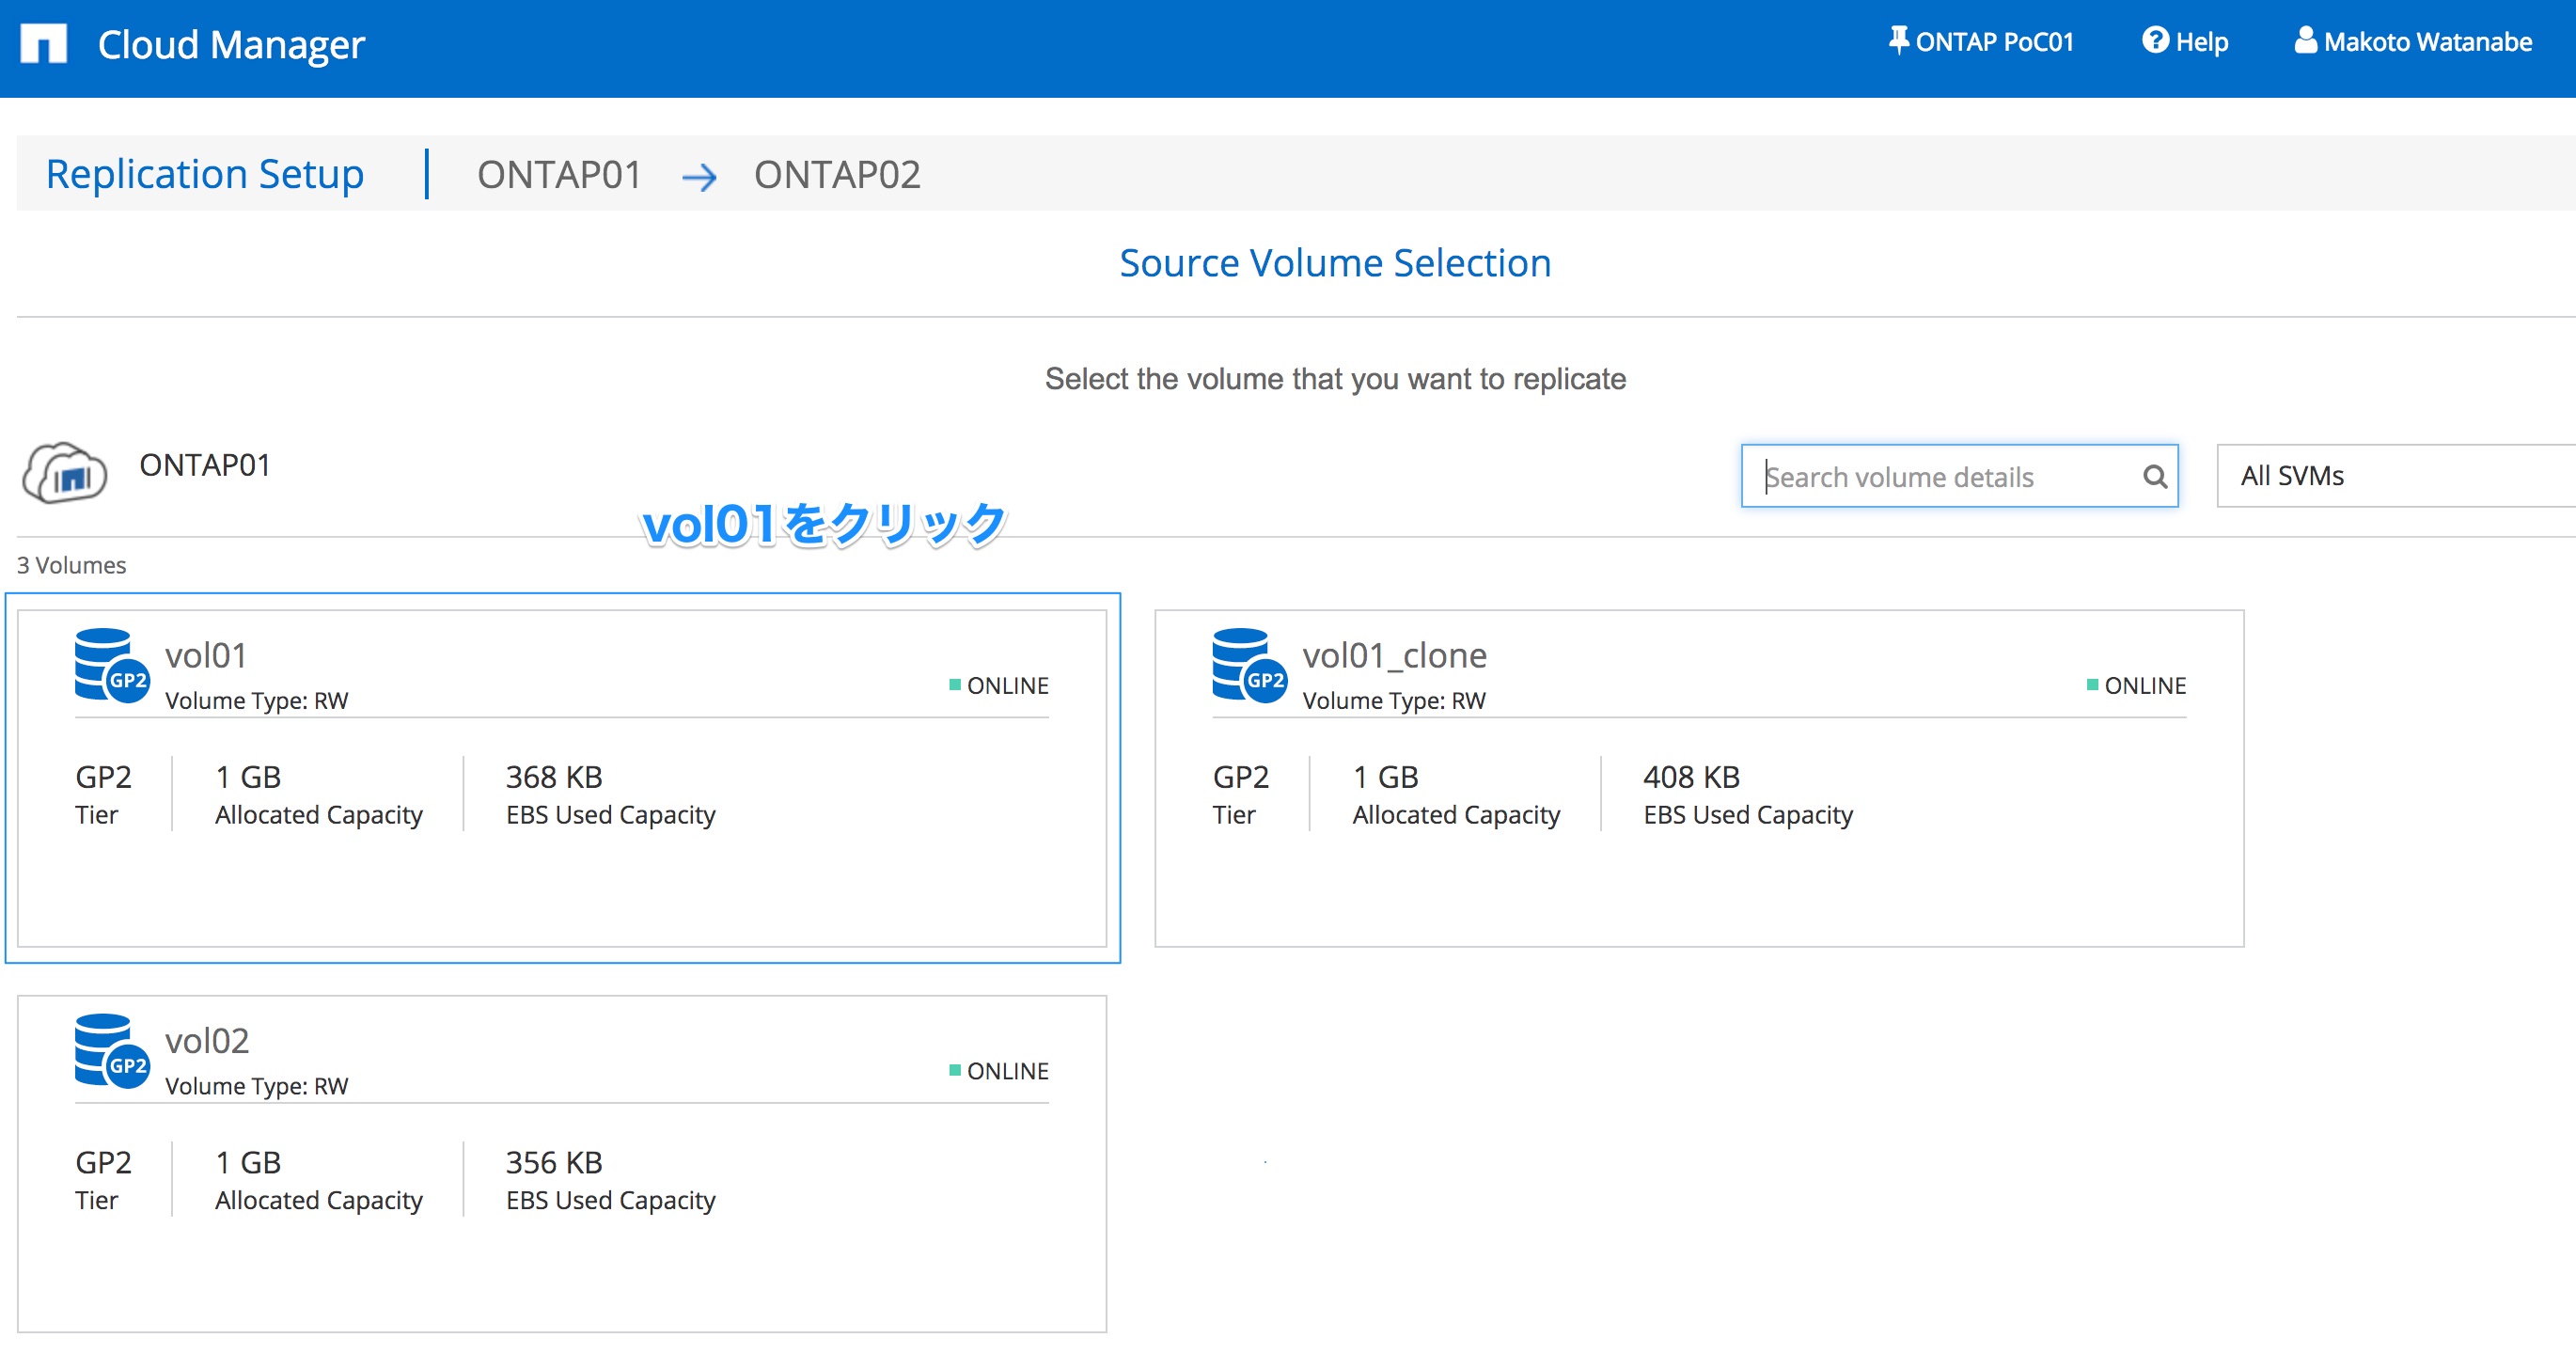 Cloud Manager
ONTAP PoC01
Help
Makoto Watanabe
Replication Setup
ONTAP01 → ONTAP02
Source Volume Selection
Select the volume that you want to replicate
ONTAP01
Search volume details
All SVMs
vol01をクリック
3 Volumes
GP2
vol01
Volume Type: RW
ONLINE
GP2
Tier
1 GB
Allocated Capacity
368 KB
EBS Used Capacity
GP2
vol01_clone
Volume Type: RW
ONLINE
GP2
Tier
1 GB
Allocated Capacity
408 KB
EBS Used Capacity
GP2
vol02
Volume Type: RW
ONLINE
GP2
Tier
1 GB
Allocated Capacity
356 KB
EBS Used Capacity